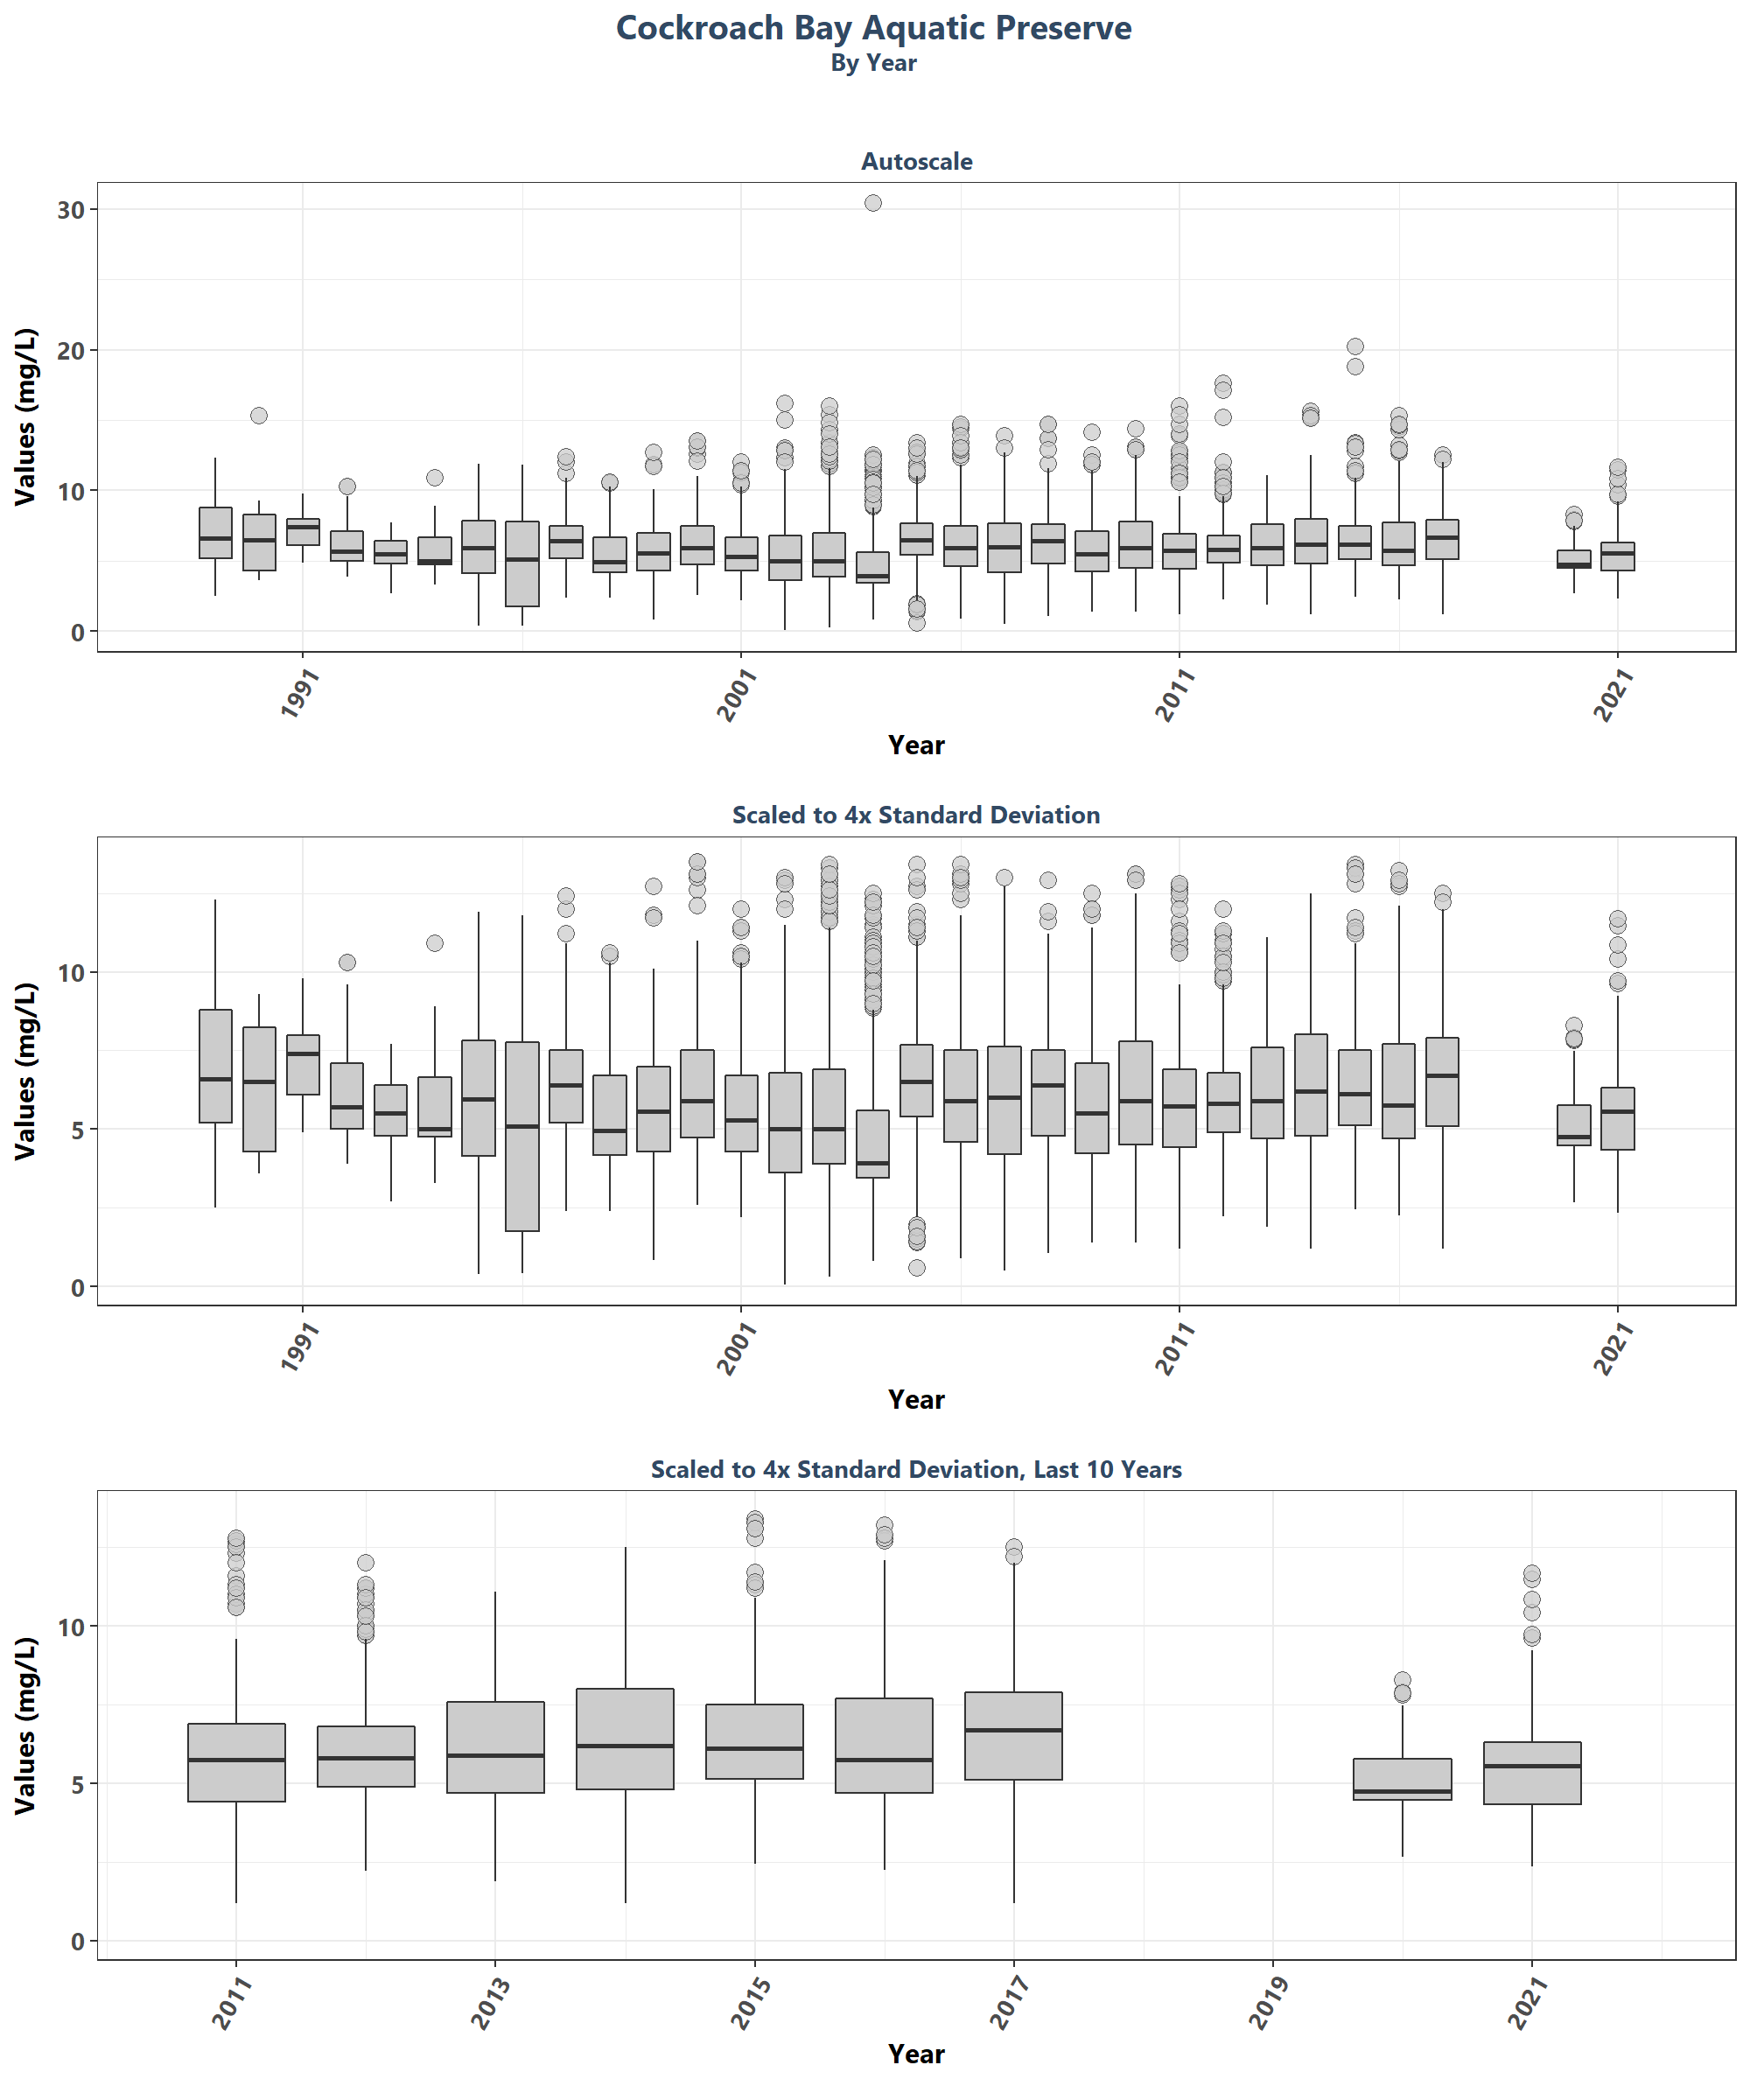 Cockroach Bay Aquatic Preserve
By Year
Autoscale
Values (mg/L)
30
20
10
0
1991
2001
2011
2021
Year
Scaled to 4x Standard Deviation
Values (mg/L)
10
5
0
1991
2001
2011
2021
Year
Scaled to 4x Standard Deviation, Last 10 Years
Values (mg/L)
10
5
0
2011
2013
2015
2017
2019
2021
Year